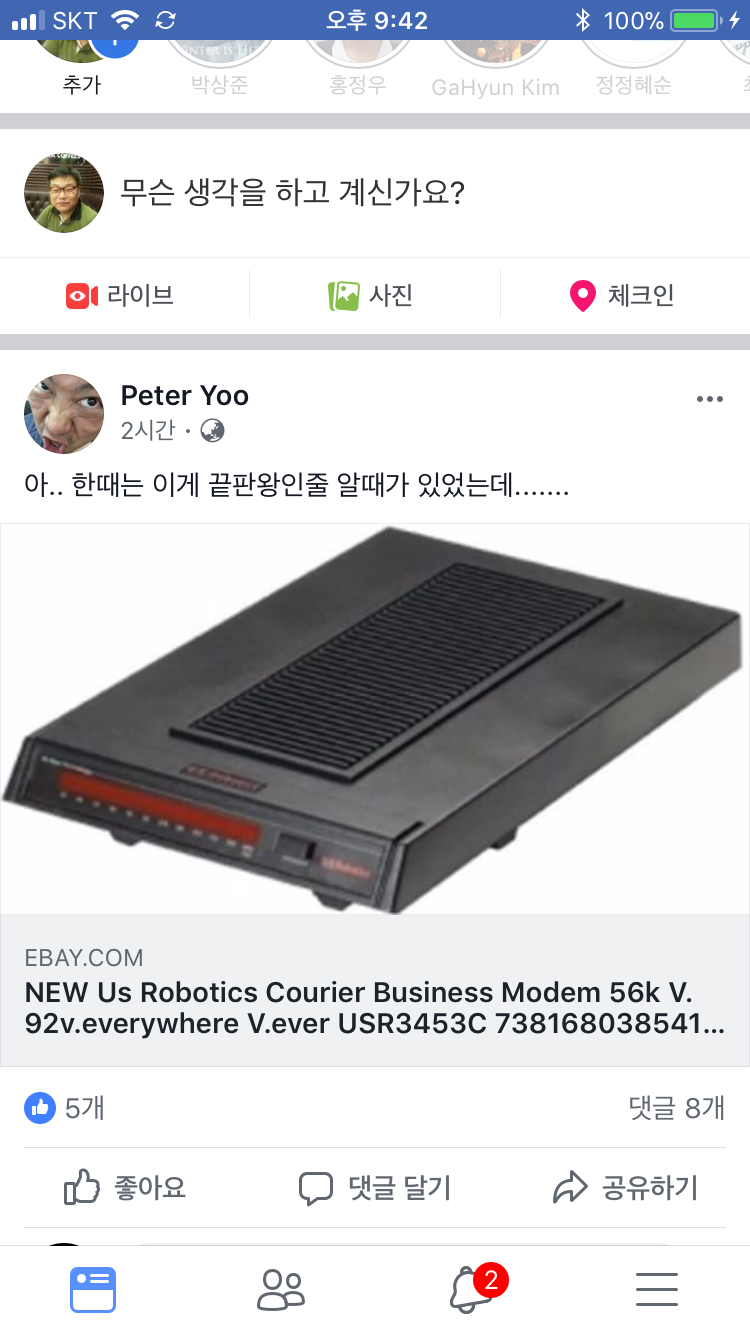 SKT 오후 9:42 100%
추가 박상준 홍정우 GaHyun Kim 정정혜순
무슨 생각을 하고 계신가요?
라이브 사진 체크인
Peter Yoo
2시간 ·
아.. 한때는 이게 끝판왕인줄 알때가 있었는데.......
EBAY.COM
NEW Us Robotics Courier Business Modem 56k V.
92v.everywhere V.ever USR3453C 738168038541...
5개 댓글 8개
좋아요 댓글 달기 공유하기
2